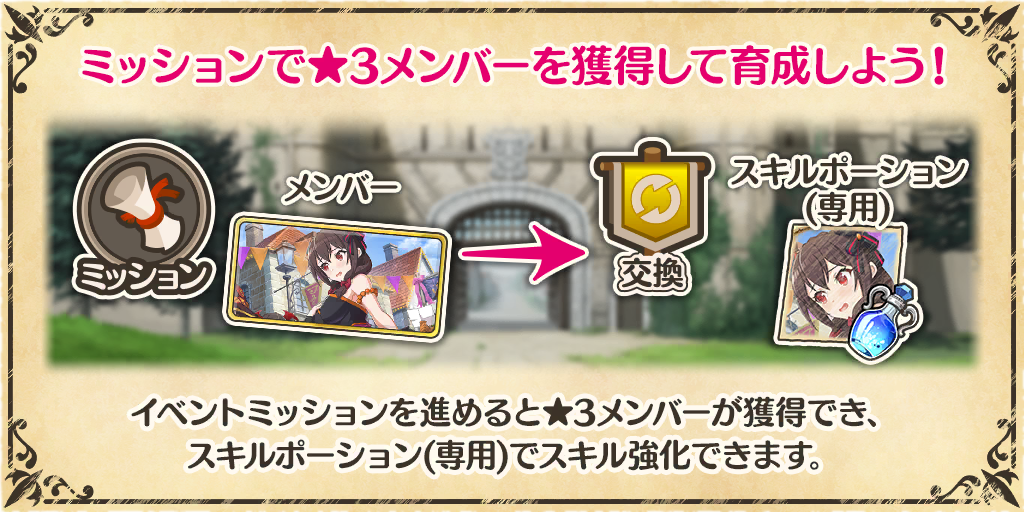 ミッションで★3メンバーを獲得して育成しよう!
ミッション
メンバー
交換
スキルポーション
(専用)
イベントミッションを進めると★3メンバーが獲得でき、
スキルポーション(専用)でスキル強化できます。